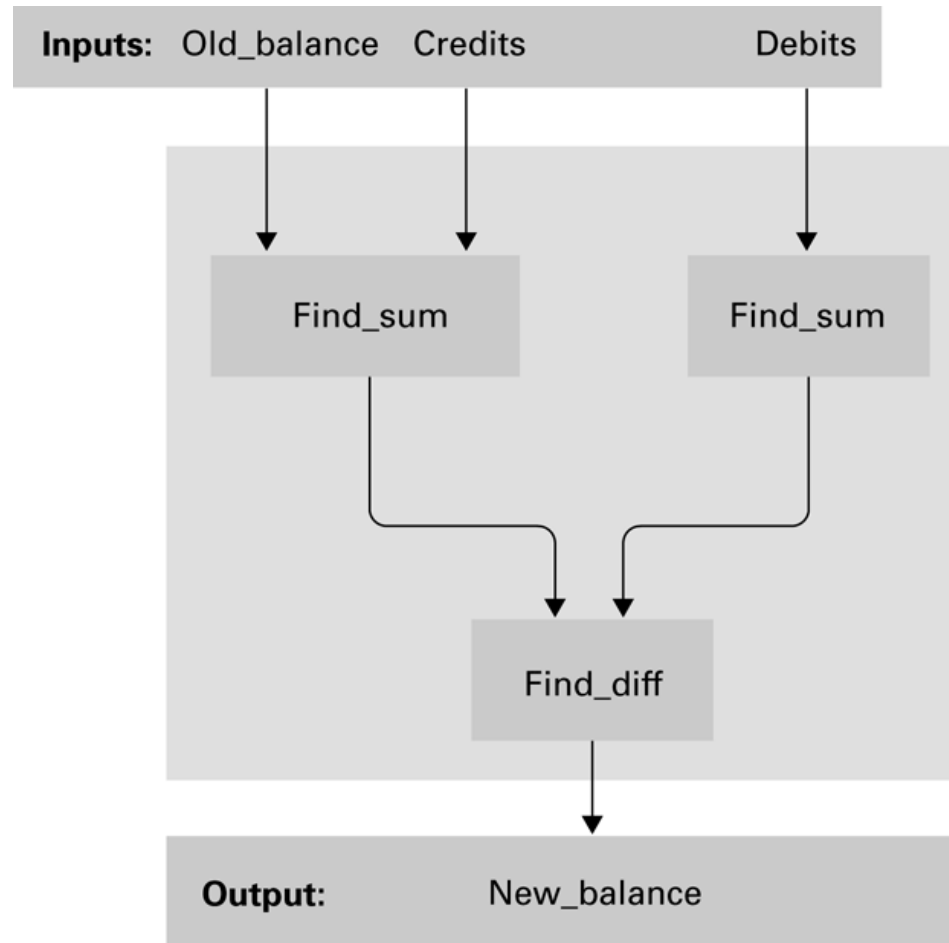 Inputs: Old_balance Credits Debits
Find_sum Find_sum
Find_diff
Output: New_balance